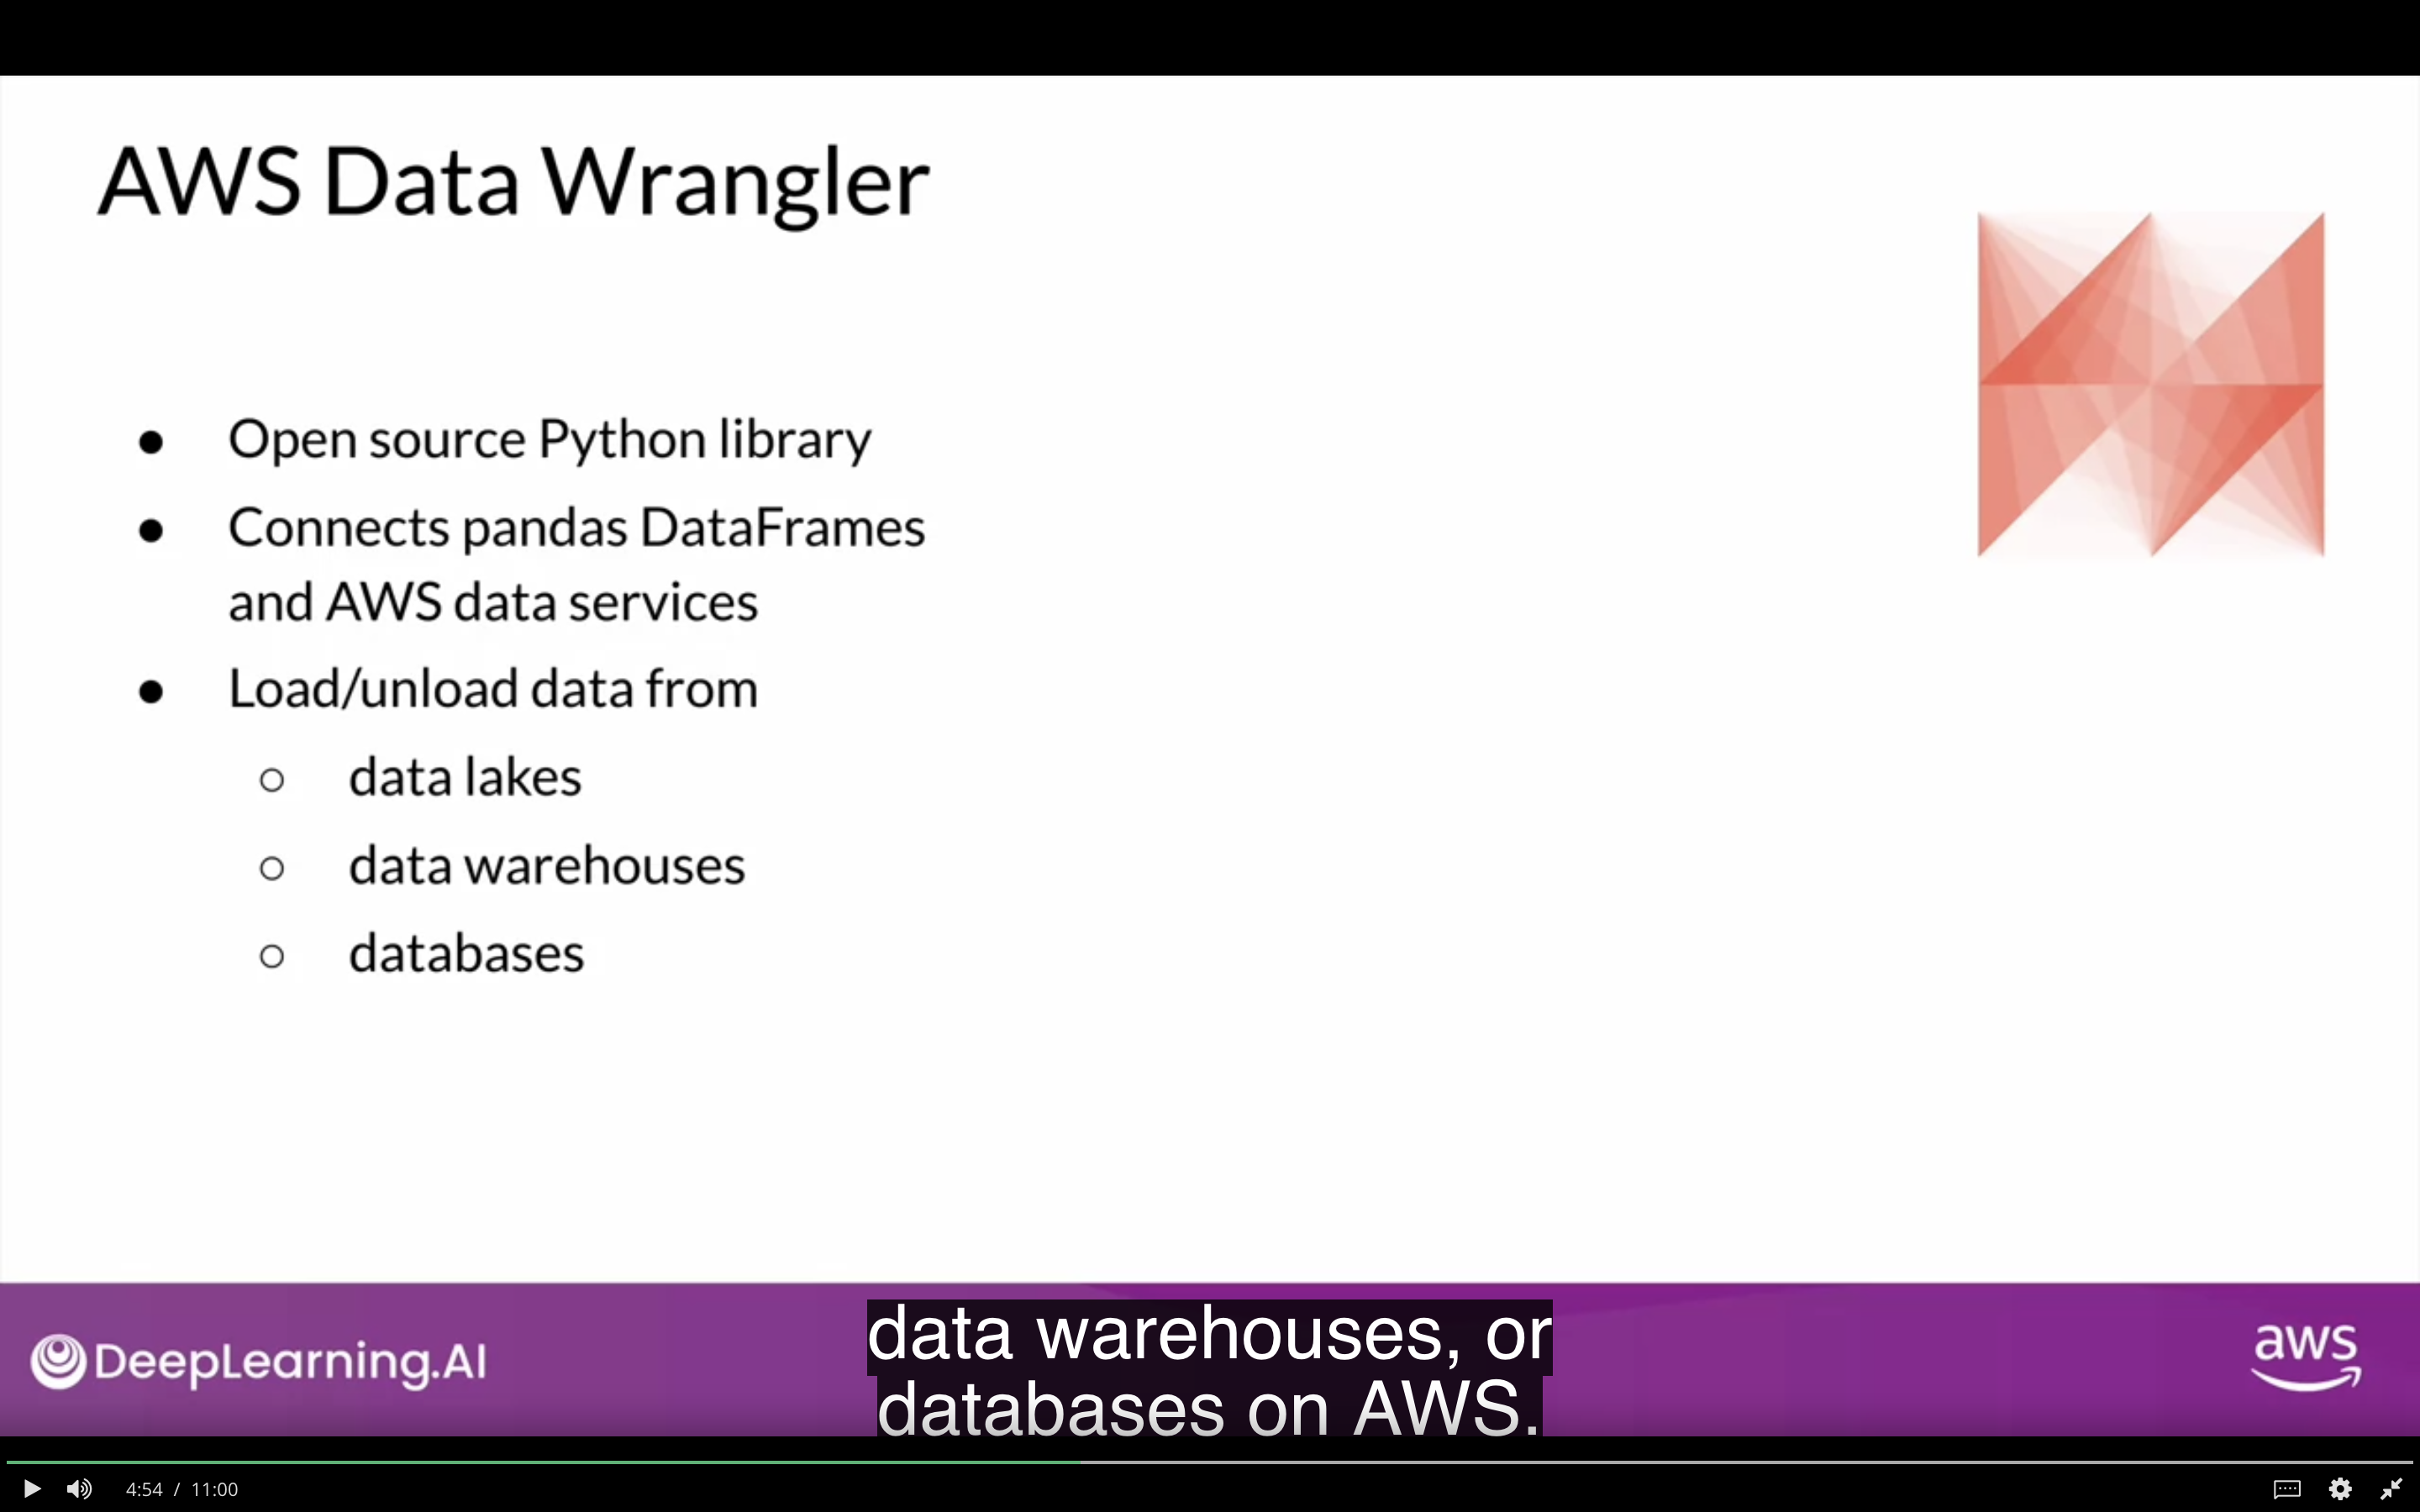 AWS Data Wrangler
● Open source Python library
● Connects pandas DataFrames
and AWS data services
● Load/unload data from
○ data lakes
○ data warehouses
○ databases
DeepLearning.AI
data warehouses, or
databases on AWS.
aws
4:54 / 11:00